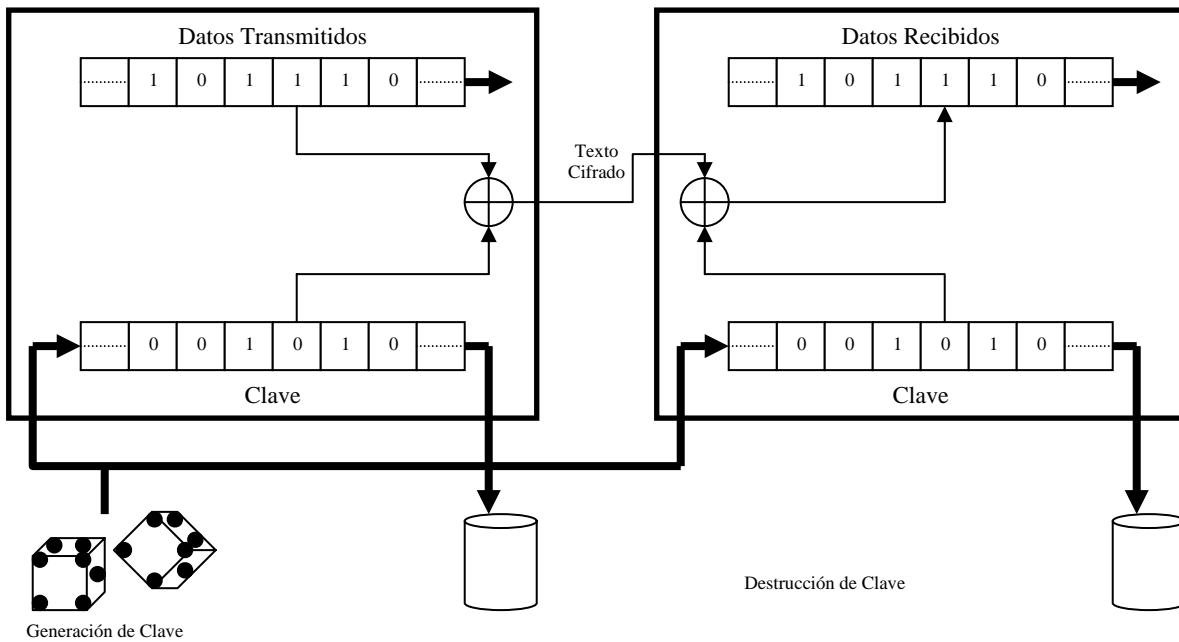 Datos Transmitidos
.......... 1 0 1 1 1 0 ..........
Datos Recibidos
.......... 1 0 1 1 1 0 ..........
Texto
Cifrado
.......... 0 0 1 0 1 0 ..........
Clave
.......... 0 0 1 0 1 0 ..........
Clave
Generación de Clave
Destrucción de Clave